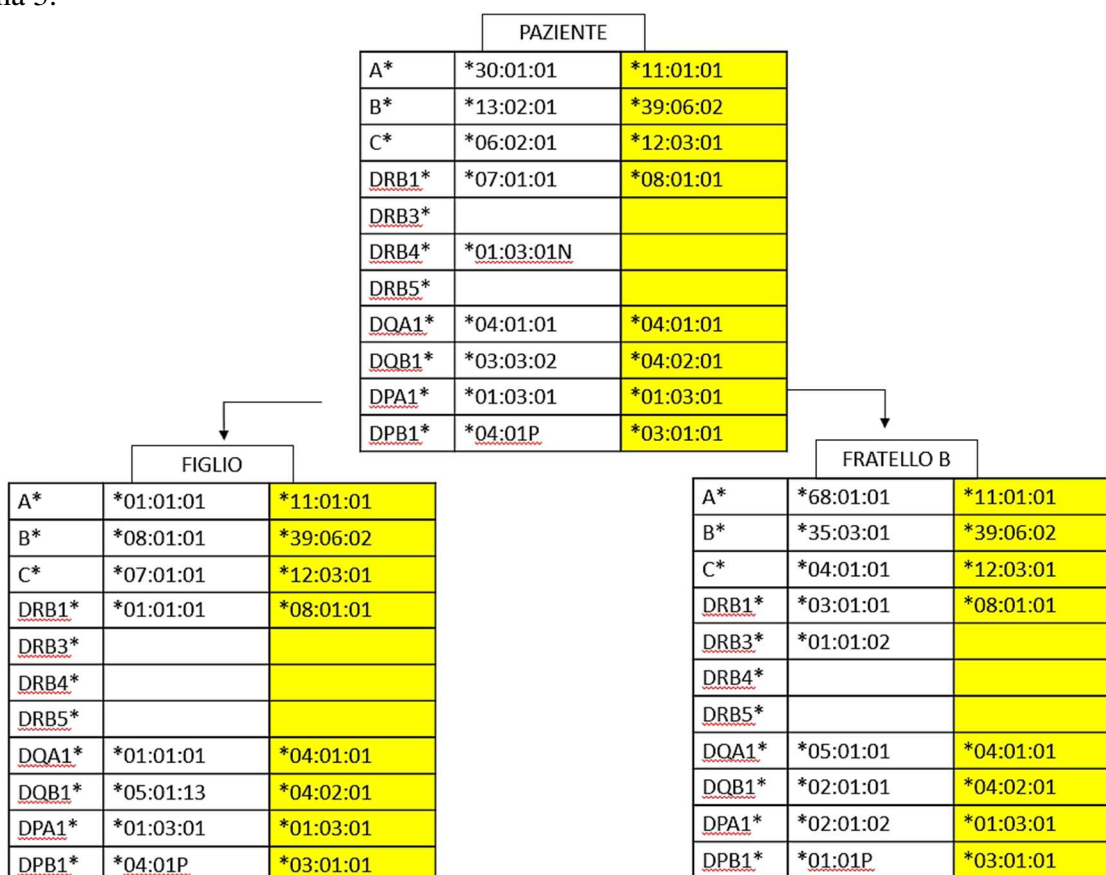 na 3.
PAZIENTE
A* *30:01:01 *11:01:01
B* *13:02:01 *39:06:02
C* *06:02:01 *12:03:01
DRB1* *07:01:01 *08:01:01
DRB3*
DRB4* *01:03:01N
DRB5*
DQA1* *04:01:01 *04:01:01
DQB1* *03:03:02 *04:02:01
DPA1* *01:03:01 *01:03:01
DPB1* *04:01P *03:01:01
FIGLIO
A* *01:01:01 *11:01:01
B* *08:01:01 *39:06:02
C* *07:01:01 *12:03:01
DRB1* *01:01:01 *08:01:01
DRB3*
DRB4*
DRB5*
DQA1* *01:01:01 *04:01:01
DQB1* *05:01:13 *04:02:01
DPA1* *01:03:01 *01:03:01
DPB1* *04:01P *03:01:01
FRATELLO B
A* *68:01:01 *11:01:01
B* *35:03:01 *39:06:02
C* *04:01:01 *12:03:01
DRB1* *03:01:01 *08:01:01
DRB3* *01:01:02
DRB4*
DRB5*
DQA1* *05:01:01 *04:01:01
DQB1* *02:01:01 *04:02:01
DPA1* *02:01:02 *01:03:01
DPB1* *01:01P *03:01:01